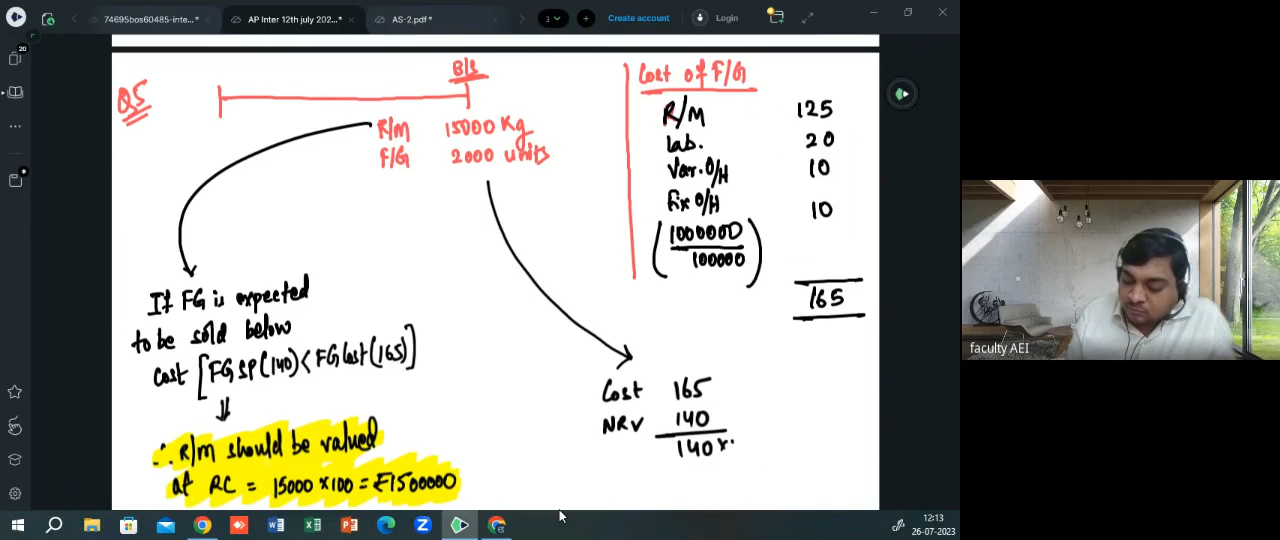 74695bos60485-inte...*
AP Inter 12th july 202...*
AS-2.pdf*
3
Create account
Login
20
Q5
B/S
R/M 15000 Kg
F/G 2000 units
Cost of F/G
R/M 125
lab. 20
Var. O/H 10
Fix O/H 10
(1000000
100000)
165
If FG is expected
to be sold below
Cost [FG SP (140) < FG Cost (165)]
∴ R/M should be valued
at RC = 15000 × 100 = ₹1500000
Cost 165
NRV 140
140 ×
faculty AEI
12:13
26-07-2023